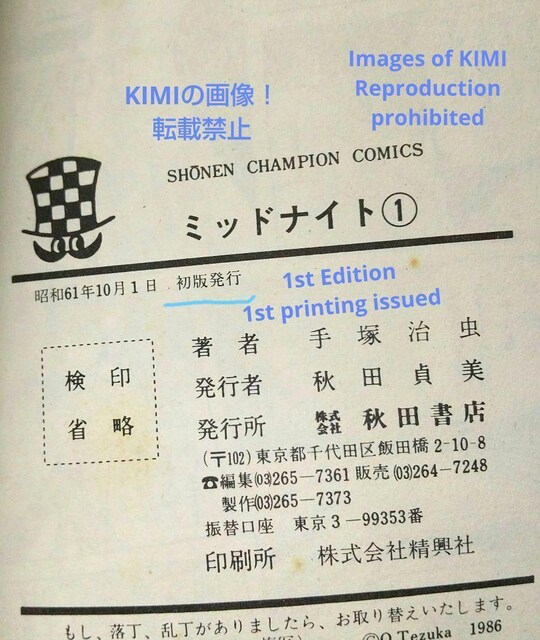 KIMIの画像！
転載禁止
Images of KIMI
Reproduction
prohibited
SHŌNEN CHAMPION COMICS
ミッドナイト①
昭和61年10月1日 初版発行
1st Edition
1st printing issued
検印
省略
著者 手塚治虫
発行者 秋田貞美
発行所 株式会社 秋田書店
(〒102)東京都千代田区飯田橋2-10-8
☎編集(03)265-7361 販売(03)264-7248
製作(03)265-7373
振替口座 東京3-99353番
印刷所 株式会社精興社
もし、落丁、乱丁がありましたら、お取り替えいたします。
©O.Tezuka 1986